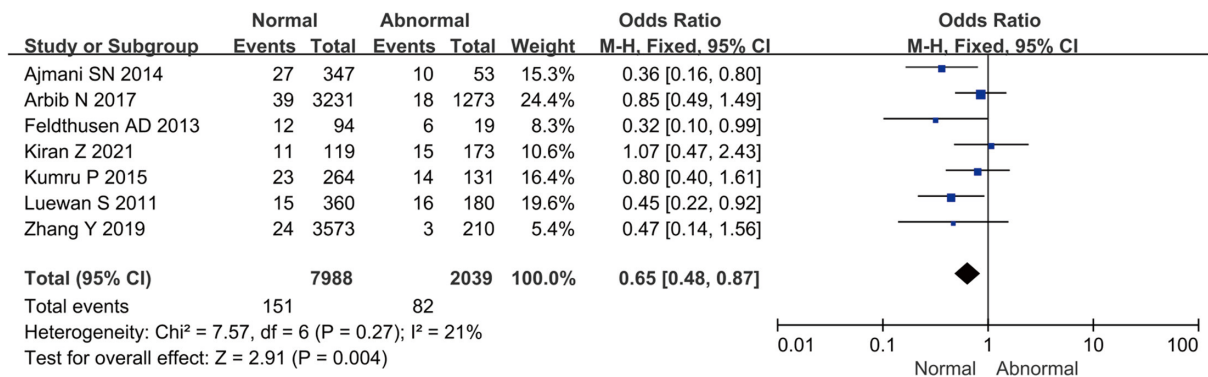 Normal Abnormal Odds Ratio Odds Ratio
Study or Subgroup Events Total Events Total Weight M-H, Fixed, 95% CI M-H, Fixed, 95% CI
Ajmani SN 2014 27 347 10 53 15.3% 0.36 [0.16, 0.80]
Arbib N 2017 39 3231 18 1273 24.4% 0.85 [0.49, 1.49]
Feldthusen AD 2013 12 94 6 19 8.3% 0.32 [0.10, 0.99]
Kiran Z 2021 11 119 15 173 10.6% 1.07 [0.47, 2.43]
Kumru P 2015 23 264 14 131 16.4% 0.80 [0.40, 1.61]
Luewan S 2011 15 360 16 180 19.6% 0.45 [0.22, 0.92]
Zhang Y 2019 24 3573 3 210 5.4% 0.47 [0.14, 1.56]
Total (95% CI) 7988 2039 100.0% 0.65 [0.48, 0.87]
Total events 151 82
Heterogeneity: Chi² = 7.57, df = 6 (P = 0.27); I² = 21%
Test for overall effect: Z = 2.91 (P = 0.004)
0.01 0.1 1 10 100
Normal Abnormal